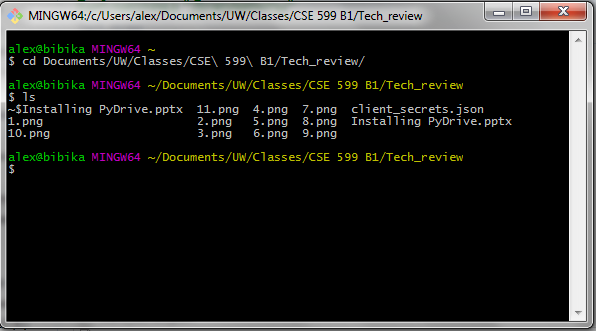 MINGW64:/c/Users/alex/Documents/UW/Classes/CSE 599 B1/Tech_review
alex@bibika MINGW64 ~
$ cd Documents/UW/Classes/CSE\ 599\ B1/Tech_review/
alex@bibika MINGW64 ~/Documents/UW/Classes/CSE 599 B1/Tech_review
$ ls
~$Installing PyDrive.pptx  11.png  4.png  7.png  client_secrets.json
1.png                      2.png   5.png  8.png  Installing PyDrive.pptx
10.png                     3.png   6.png  9.png
alex@bibika MINGW64 ~/Documents/UW/Classes/CSE 599 B1/Tech_review
$